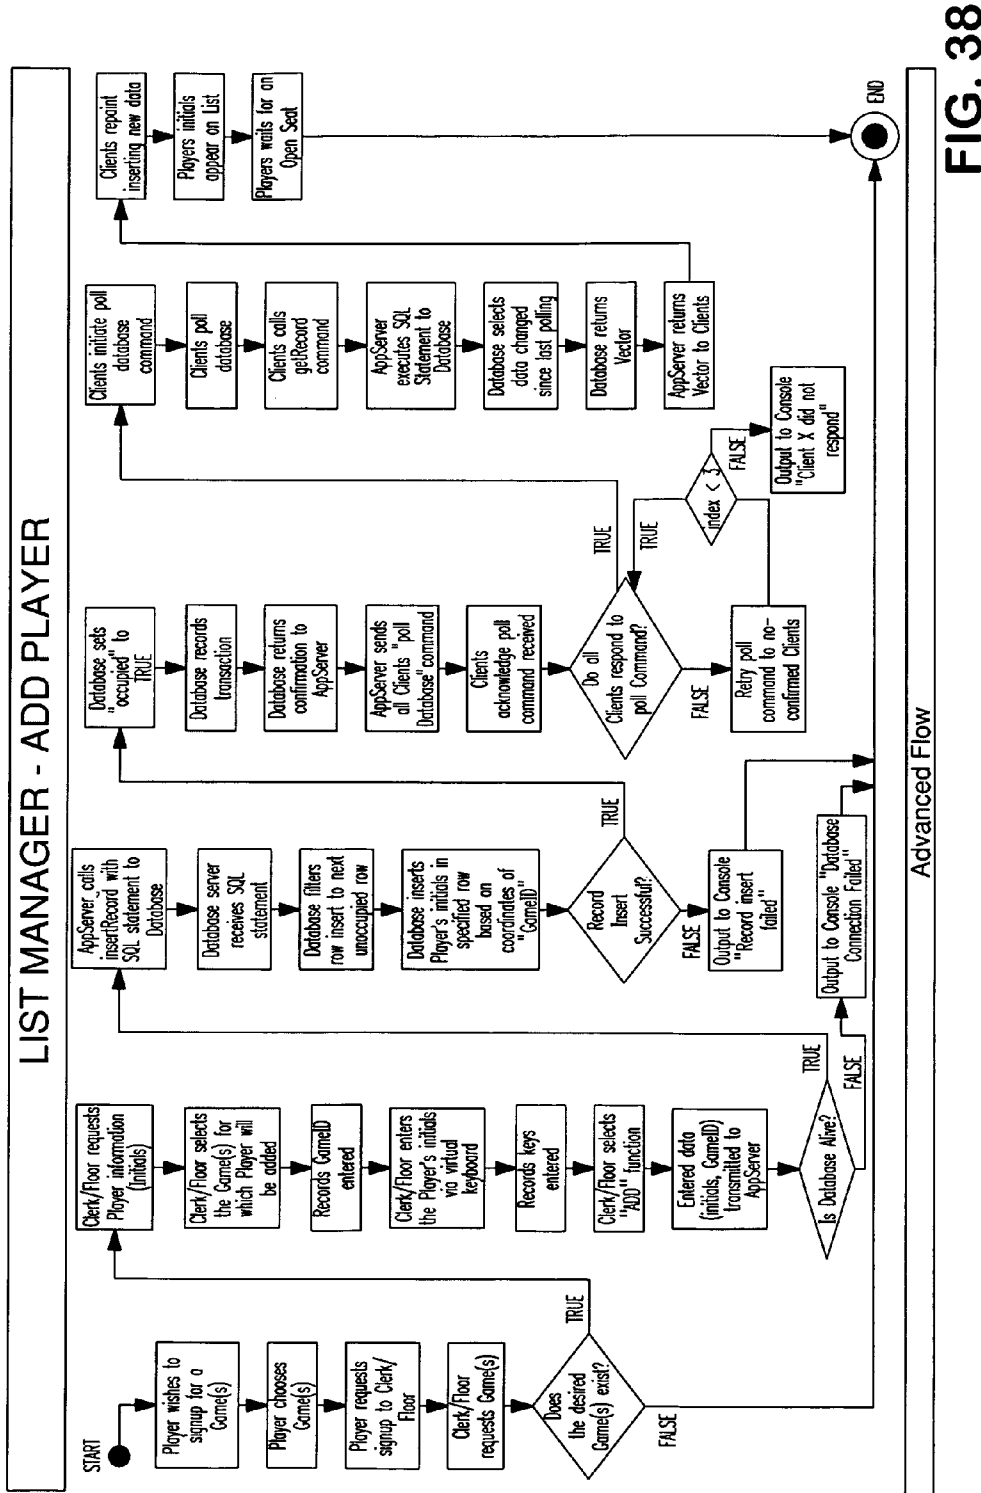 LIST MANAGER - ADD PLAYER
START
Player wishes to
signup for a
Game(s)
Player chooses
Game(s)
Player requests
signup to Clerk/
Floor
Clerk/Floor
requests Game(s)
Does
the desired
Game(s) exist?
TRUE
FALSE
Clerk/Floor requests
Player information
(Initials)
Clerk/Floor selects
the Game(s) for
which Player will
be added
Records GameID
entered
Clerk/Floor enters
the Player's initials
via virtual
keyboard
Records keys
entered
Clerk/Floor selects
"ADD" function
Entered data
(initials, GameID)
transmitted to
AppServer
Is Database Alive?
TRUE
FALSE
Output to Console "Database
Connection Failed"
AppServer calls
insertRecord with
SQL statement to
Database
Database server
receives SQL
statement
Database filters
row insert to next
unoccupied row
Database inserts
Player's initials in
specified row
based on
coordinates of
"GameID"
Record
Insert
Successful?
TRUE
FALSE
Output to Console
"Record insert
failed"
Database sets
"occupied" to
TRUE
Database records
transaction
Database returns
confirmation to
AppServer
AppServer sends
all Clients "poll
Database" command
Clients
acknowledge poll
command received
Do all
Clients respond to
poll Command?
TRUE
FALSE
Retry poll
command to no-
confirmed Clients
index < 3
TRUE
FALSE
Output to Console
"Client X did not
respond"
Clients initiate poll
database
command
Clients poll
database
Clients calls
getRecord
command
AppServer
executes SQL
Statement to
Database
Database selects
data changed
since last polling
Database returns
Vector
AppServer returns
Vector to Clients
Clients repaint
inserting new data
Players initials
appear on List
Players waits for an
Open Seat
END
Advanced Flow
FIG. 38